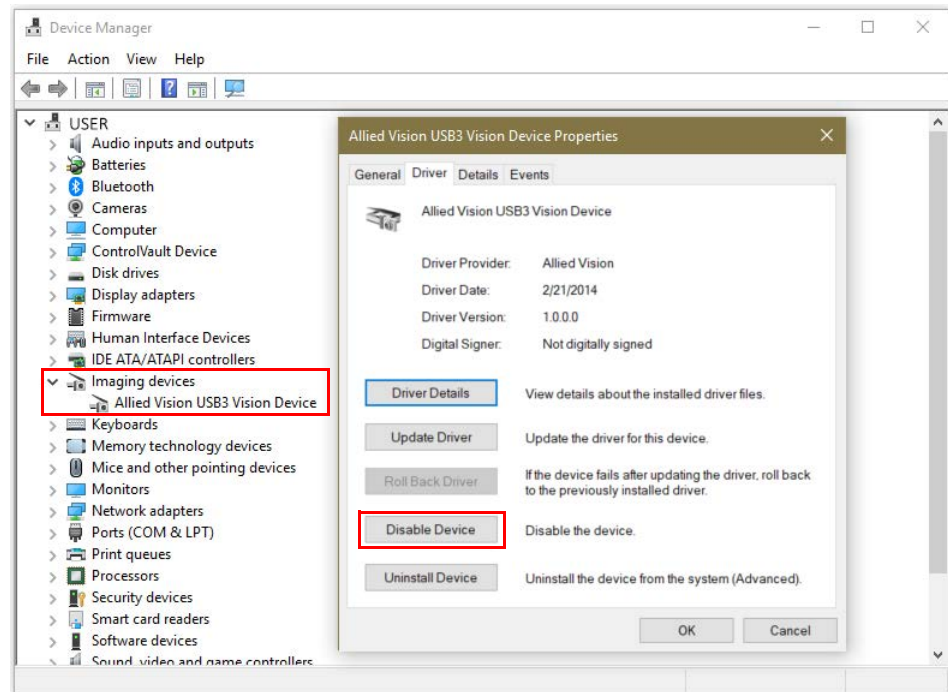 Device Manager
File Action View Help
USER
Audio inputs and outputs
Batteries
Bluetooth
Cameras
Computer
ControlVault Device
Disk drives
Display adapters
Firmware
Human Interface Devices
IDE ATA/ATAPI controllers
Imaging devices
Allied Vision USB3 Vision Device
Keyboards
Memory technology devices
Mice and other pointing devices
Monitors
Network adapters
Ports (COM & LPT)
Print queues
Processors
Security devices
Smart card readers
Software devices
Sound, video and game controllers
Allied Vision USB3 Vision Device Properties
General Driver Details Events
Allied Vision USB3 Vision Device
Driver Provider: Allied Vision
Driver Date: 2/21/2014
Driver Version: 1.0.0.0
Digital Signer: Not digitally signed
Driver Details View details about the installed driver files.
Update Driver Update the driver for this device.
Roll Back Driver If the device fails after updating the driver, roll back
to the previously installed driver.
Disable Device Disable the device.
Uninstall Device Uninstall the device from the system (Advanced).
OK Cancel